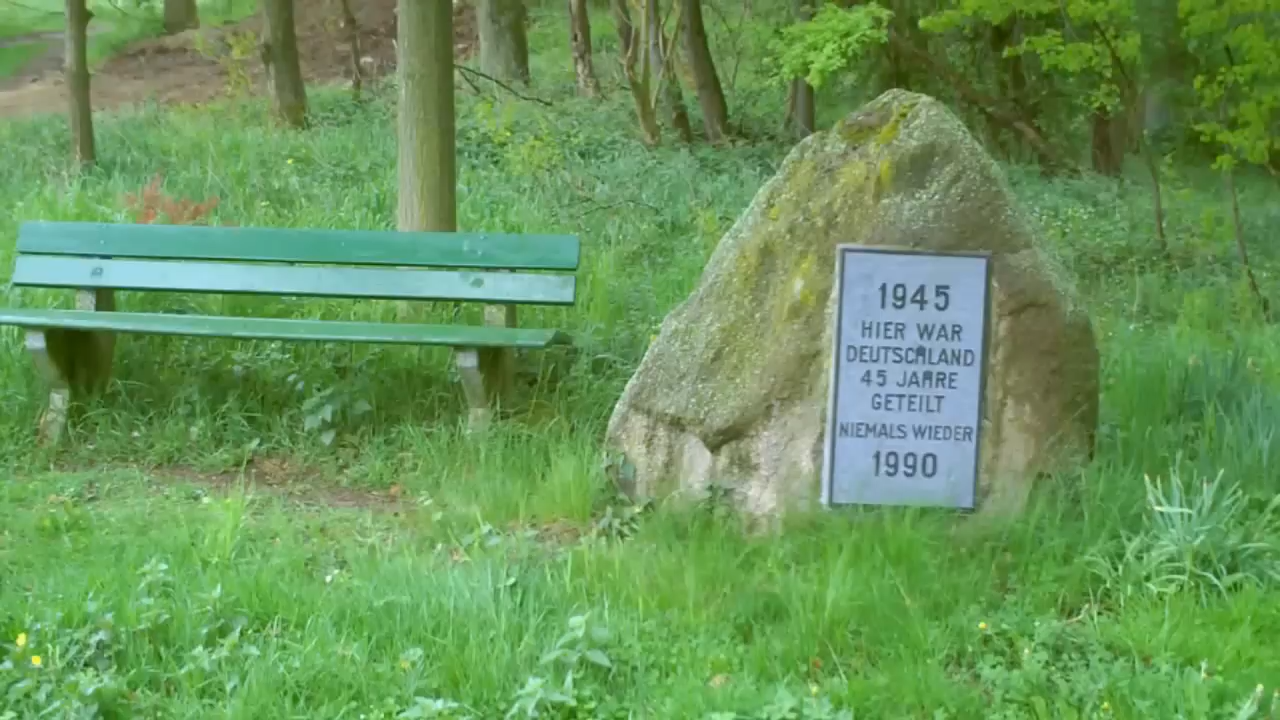 1945
HIER WAR
DEUTSCHLAND
45 JAHRE
GETEILT
NIEMALS WIEDER
1990